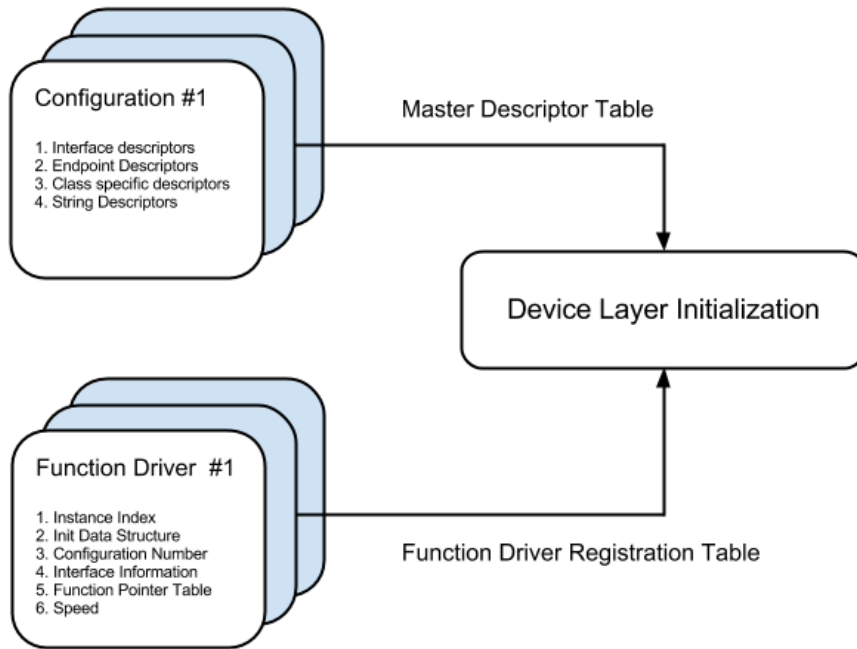 Configuration #1
1. Interface descriptors
2. Endpoint Descriptors
3. Class specific descriptors
4. String Descriptors
Master Descriptor Table
Device Layer Initialization
Function Driver #1
1. Instance Index
2. Init Data Structure
3. Configuration Number
4. Interface Information
5. Function Pointer Table
6. Speed
Function Driver Registration Table